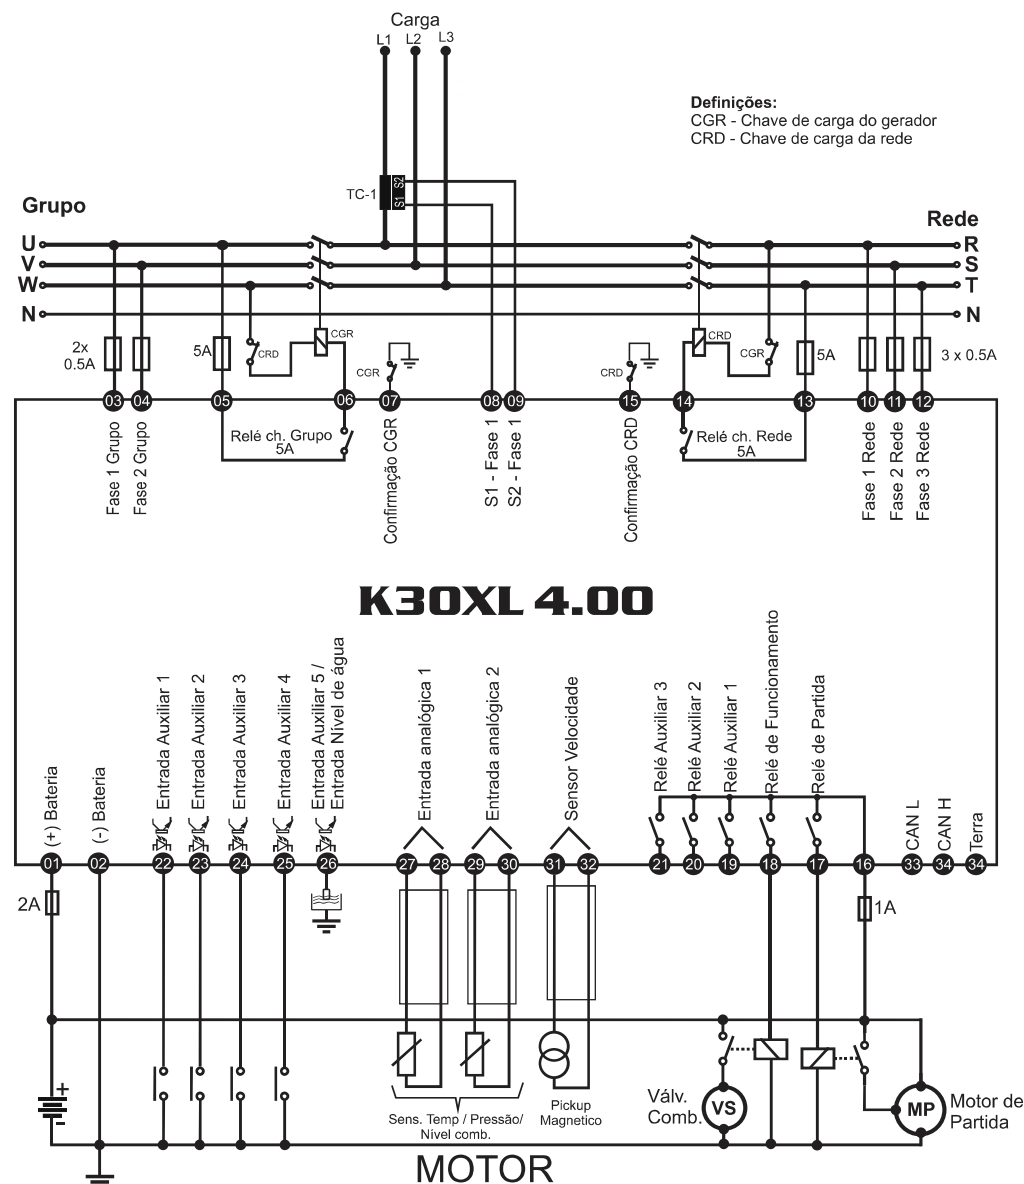 Carga
L1 L2 L3
Definições:
CGR - Chave de carga do gerador
CRD - Chave de carga da rede
TC-1
S1 S2
Grupo
Rede
U
V
W
N
R
S
T
N
2x
0.5A
5A
CRD
CGR
CGR
CRD
CRD
CGR
5A
3 x 0.5A
03 04 05 06 07 08 09 15 14 13 10 11 12
Fase 1 Grupo
Fase 2 Grupo
Relé ch. Grupo
5A
Confirmação CGR
S1 - Fase 1
S2 - Fase 1
Confirmação CRD
Relé ch. Rede
5A
Fase 1 Rede
Fase 2 Rede
Fase 3 Rede
K30XL 4.00
(+) Bateria
(-) Bateria
Entrada Auxiliar 1
Entrada Auxiliar 2
Entrada Auxiliar 3
Entrada Auxiliar 4
Entrada Auxiliar 5 /
Entrada Nível de água
Entrada analógica 1
Entrada analógica 2
Sensor Velocidade
Relé Auxiliar 3
Relé Auxiliar 2
Relé Auxiliar 1
Relé de Funcionamento
Relé de Partida
CAN L
CAN H
Terra
01 02 22 23 24 25 26 27 28 29 30 31 32 21 20 19 18 17 16 33 34 34
2A
1A
+
-
Sens. Temp / Pressão/
Nível comb.
Pickup
Magnetico
Válv.
Comb.
VS
MP
Motor de
Partida
MOTOR